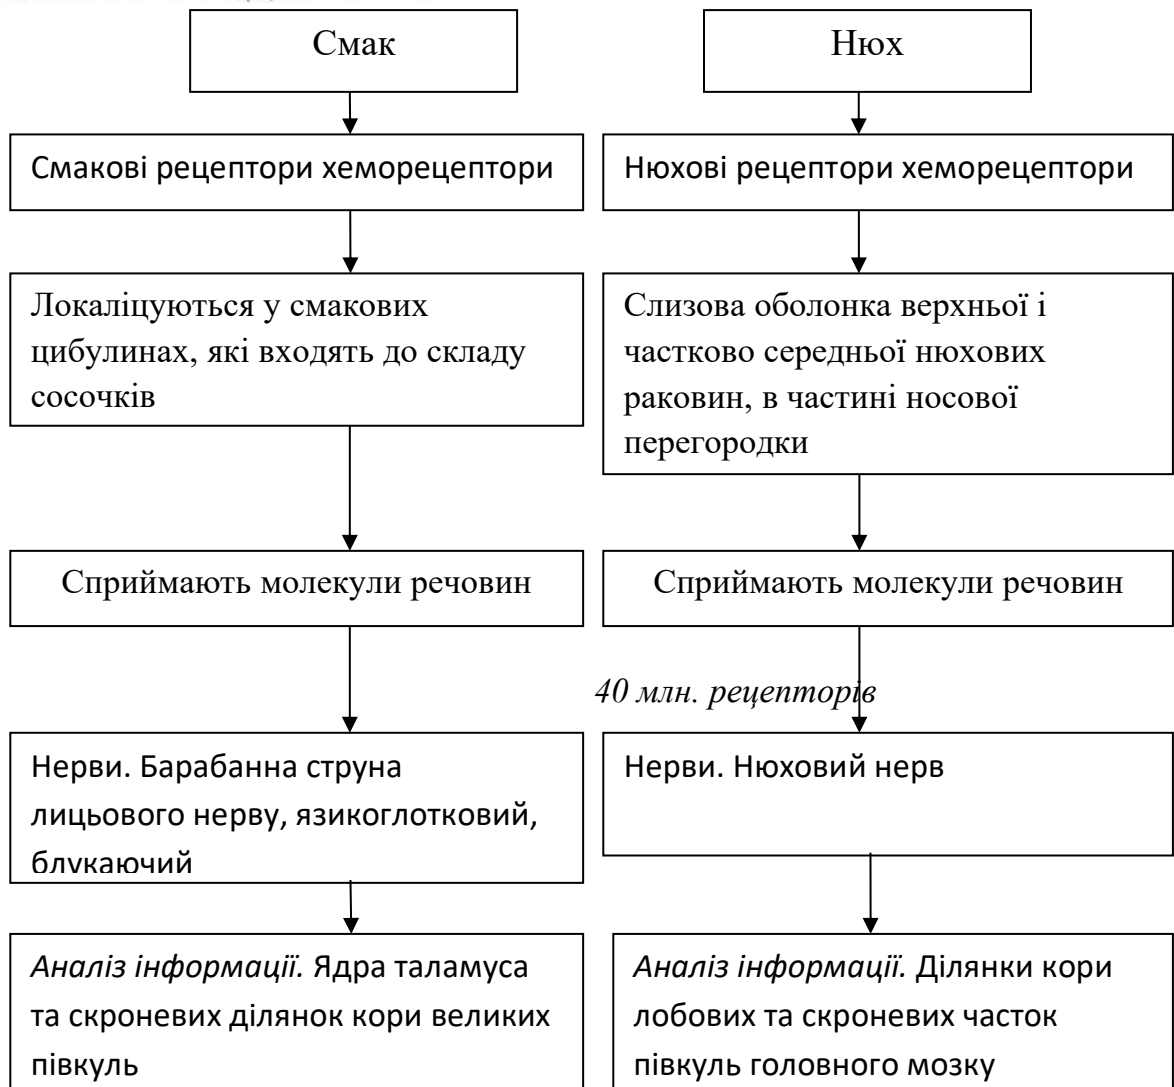 Смак
Нюх
Смакові рецептори хеморецептори
Нюхові рецептори хеморецептори
Локаліцуються у смакових
цибулинах, які входять до складу
сосочків
Слизова оболонка верхньої і
частково середньої нюхових
раковин, в частині носової
перегородки
Сприймають молекули речовин
Сприймають молекули речовин
40 млн. рецепторів
Нерви. Барабанна струна
лицьового нерву, язикоглотковий,
блукаючий
Нерви. Нюховий нерв
Аналіз інформації. Ядра таламуса
та скроневих ділянок кори великих
півкуль
Аналіз інформації. Ділянки кори
лобових та скроневих часток
півкуль головного мозку